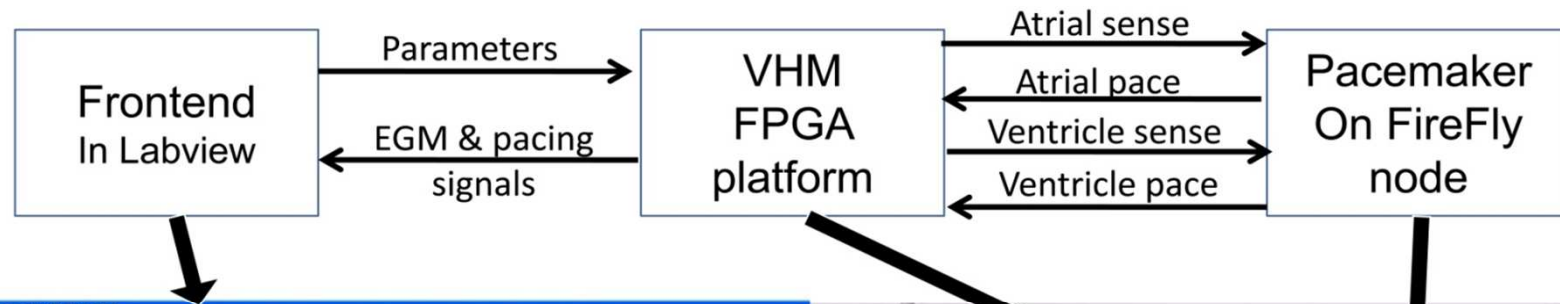 Frontend
In Labview
Parameters
EGM & pacing
signals
VHM
FPGA
platform
Atrial sense
Atrial pace
Ventricle sense
Ventricle pace
Pacemaker
On FireFly
node